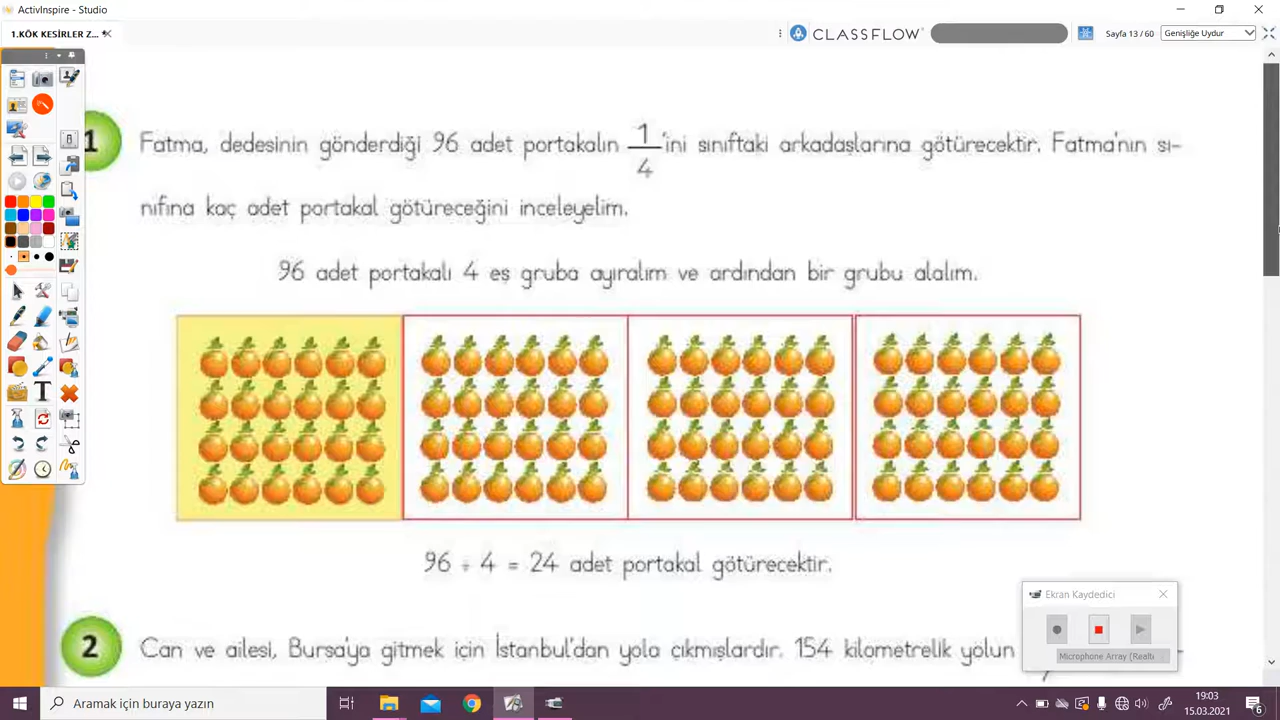 ActivInspire - Studio
1.KÖK KESİRLER Z...*
CLASSFLOW
Sayfa 13 / 60
Genişliğe Uydur
1 Fatma, dedesinin gönderdiği 96 adet portakalın 1/4'ini sınıftaki arkadaşlarına götürecektir. Fatma'nın sı-
nıfına kaç adet portakal götüreceğini inceleyelim.
96 adet portakalı 4 eş gruba ayıralım ve ardından bir grubu alalım.
96 ÷ 4 = 24 adet portakal götürecektir.
Ekran Kaydedici
2 Can ve ailesi, Bursa'ya gitmek için İstanbul'dan yola çıkmışlardır. 154 kilometrelik yolun
Microphone Array (Realt
Aramak için buraya yazın
19:03
15.03.2021
6